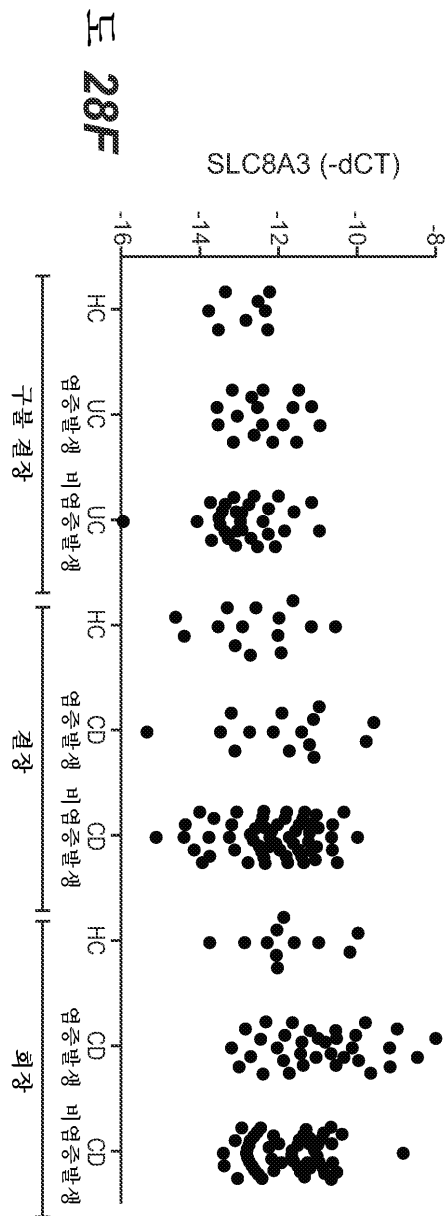 도 28F
SLC8A3 (-dCT)
-8
-10
-12
-14
-16
HC
UC
염증발생
UC
비염증발생
HC
CD
염증발생
CD
비염증발생
HC
CD
염증발생
CD
비염증발생
구불 결장
결장
회장